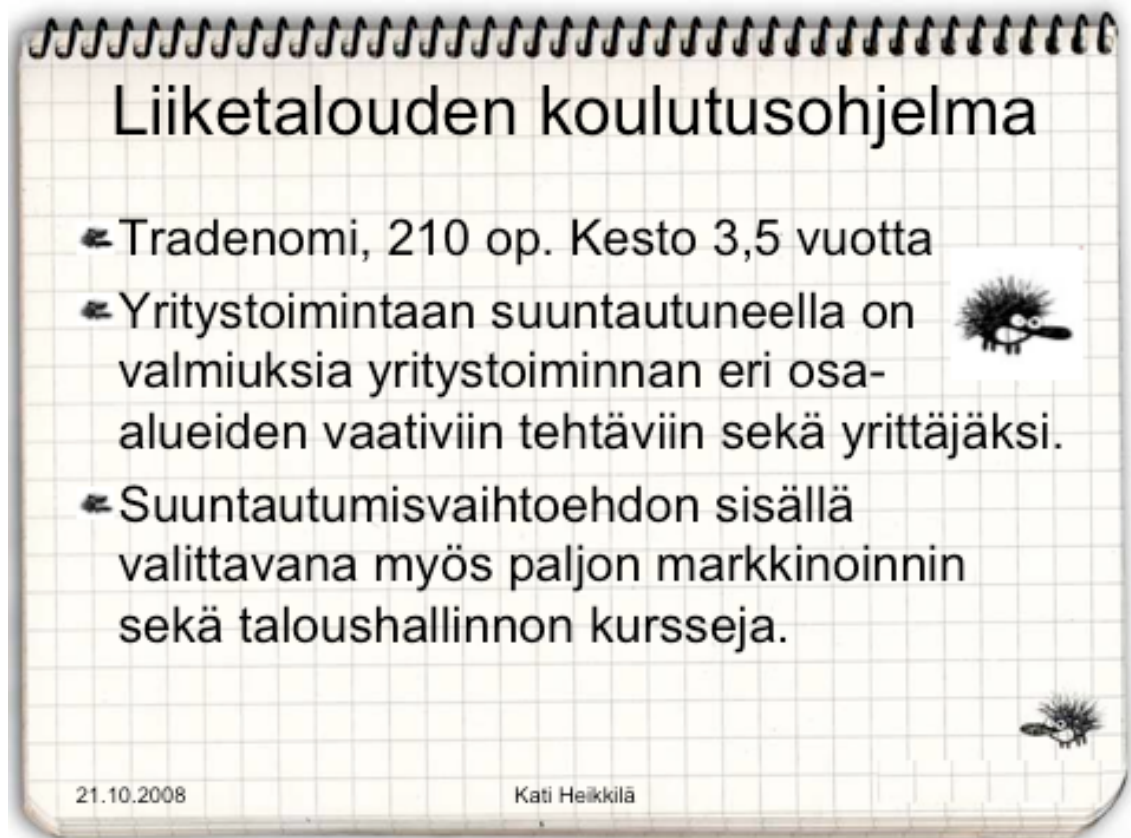 Liiketalouden koulutusohjelma
Tradenomi, 210 op. Kesto 3,5 vuotta
Yritystoimintaan suuntautuneella on
valmiuksia yritystoiminnan eri osa-
alueiden vaativiin tehtäviin sekä yrittäjäksi.
Suuntautumisvaihtoehdon sisällä
valittavana myös paljon markkinoinnin
sekä taloushallinnon kursseja.
21.10.2008
Kati Heikkilä